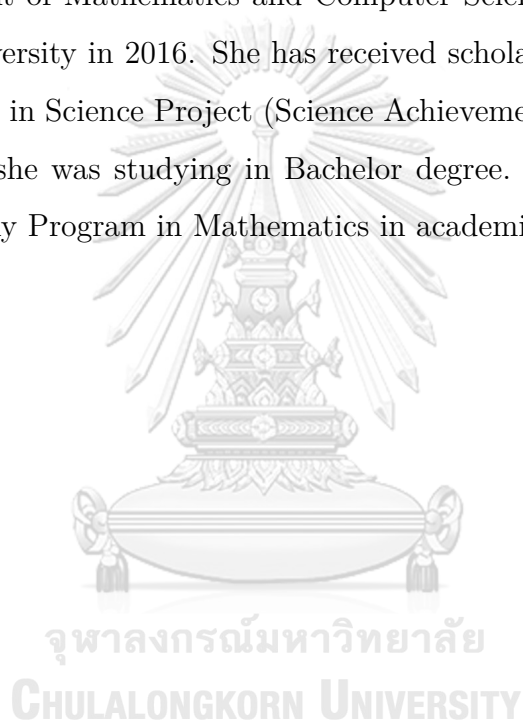 t of Mathematics and Computer Scien
versity in 2016. She has received schola
in Science Project (Science Achieveme
she was studying in Bachelor degree.
y Program in Mathematics in academi
จุฬาลงกรณ์มหาวิทยาลัย
CHULALONGKORN UNIVERSITY